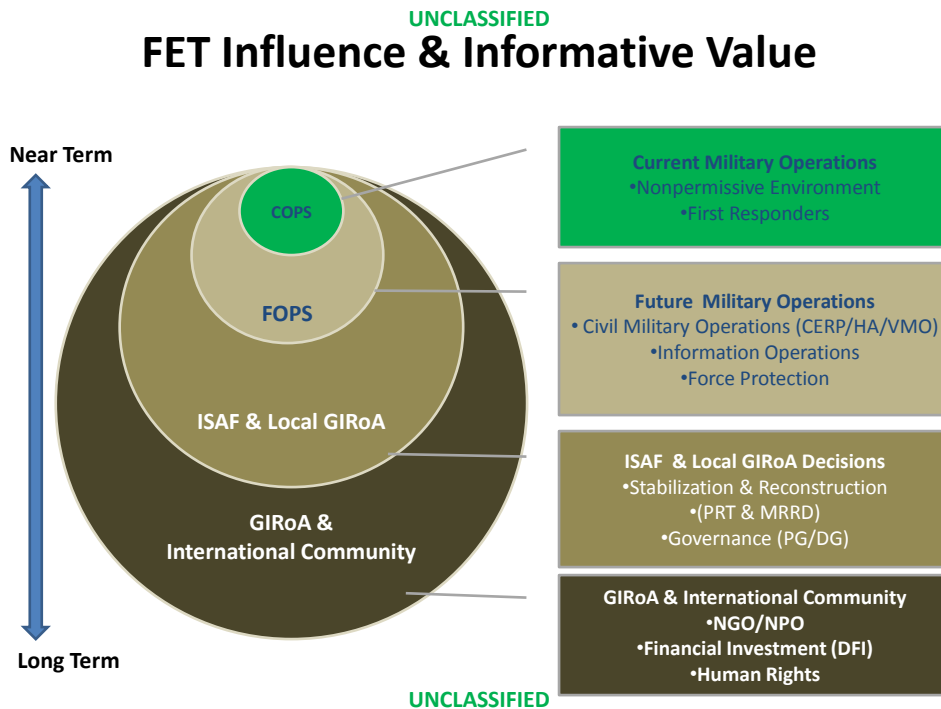 UNCLASSIFIED
FET Influence & Informative Value
Near Term
Long Term
COPS
FOPS
ISAF & Local GIRoA
GIRoA &
International Community
Current Military Operations
•Nonpermissive Environment
•First Responders
Future  Military Operations
• Civil Military Operations (CERP/HA/VMO)
•Information Operations
•Force Protection
ISAF  & Local GIRoA Decisions
•Stabilization & Reconstruction
•(PRT & MRRD)
•Governance (PG/DG)
GIRoA & International Community
•NGO/NPO
•Financial Investment (DFI)
•Human Rights
UNCLASSIFIED